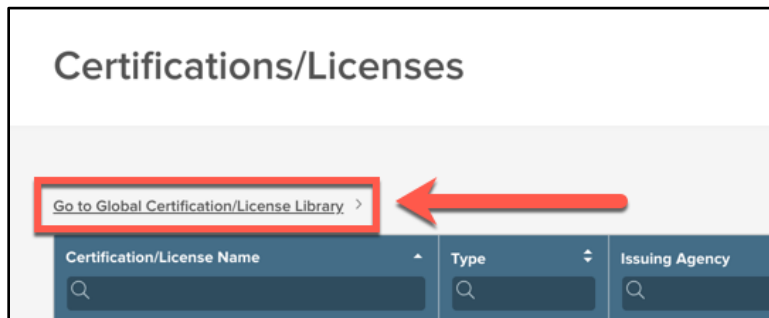 Certifications/Licenses
Go to Global Certification/License Library
Certification/License Name Type Issuing Agency